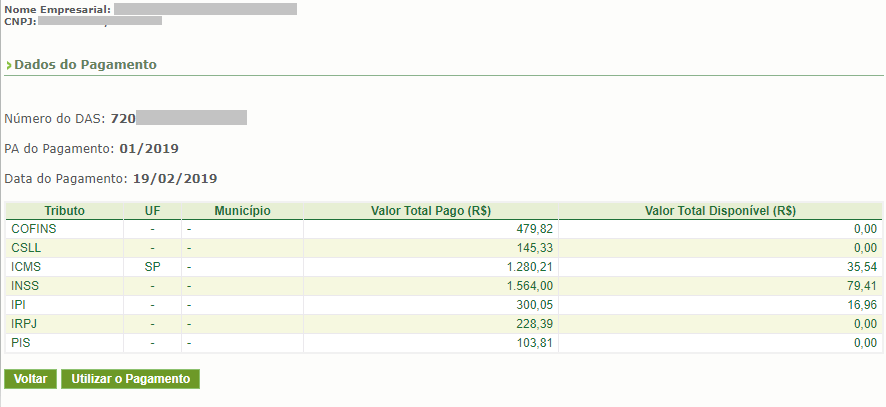 Nome Empresarial:
CNPJ:
Dados do Pagamento
Número do DAS: 720
PA do Pagamento: 01/2019
Data do Pagamento: 19/02/2019
Tributo UF Município Valor Total Pago (R$) Valor Total Disponível (R$)
COFINS - - 479,82 0,00
CSLL - - 145,33 0,00
ICMS SP - 1.280,21 35,54
INSS - - 1.564,00 79,41
IPI - - 300,05 16,96
IRPJ - - 228,39 0,00
PIS - - 103,81 0,00
Voltar Utilizar o Pagamento